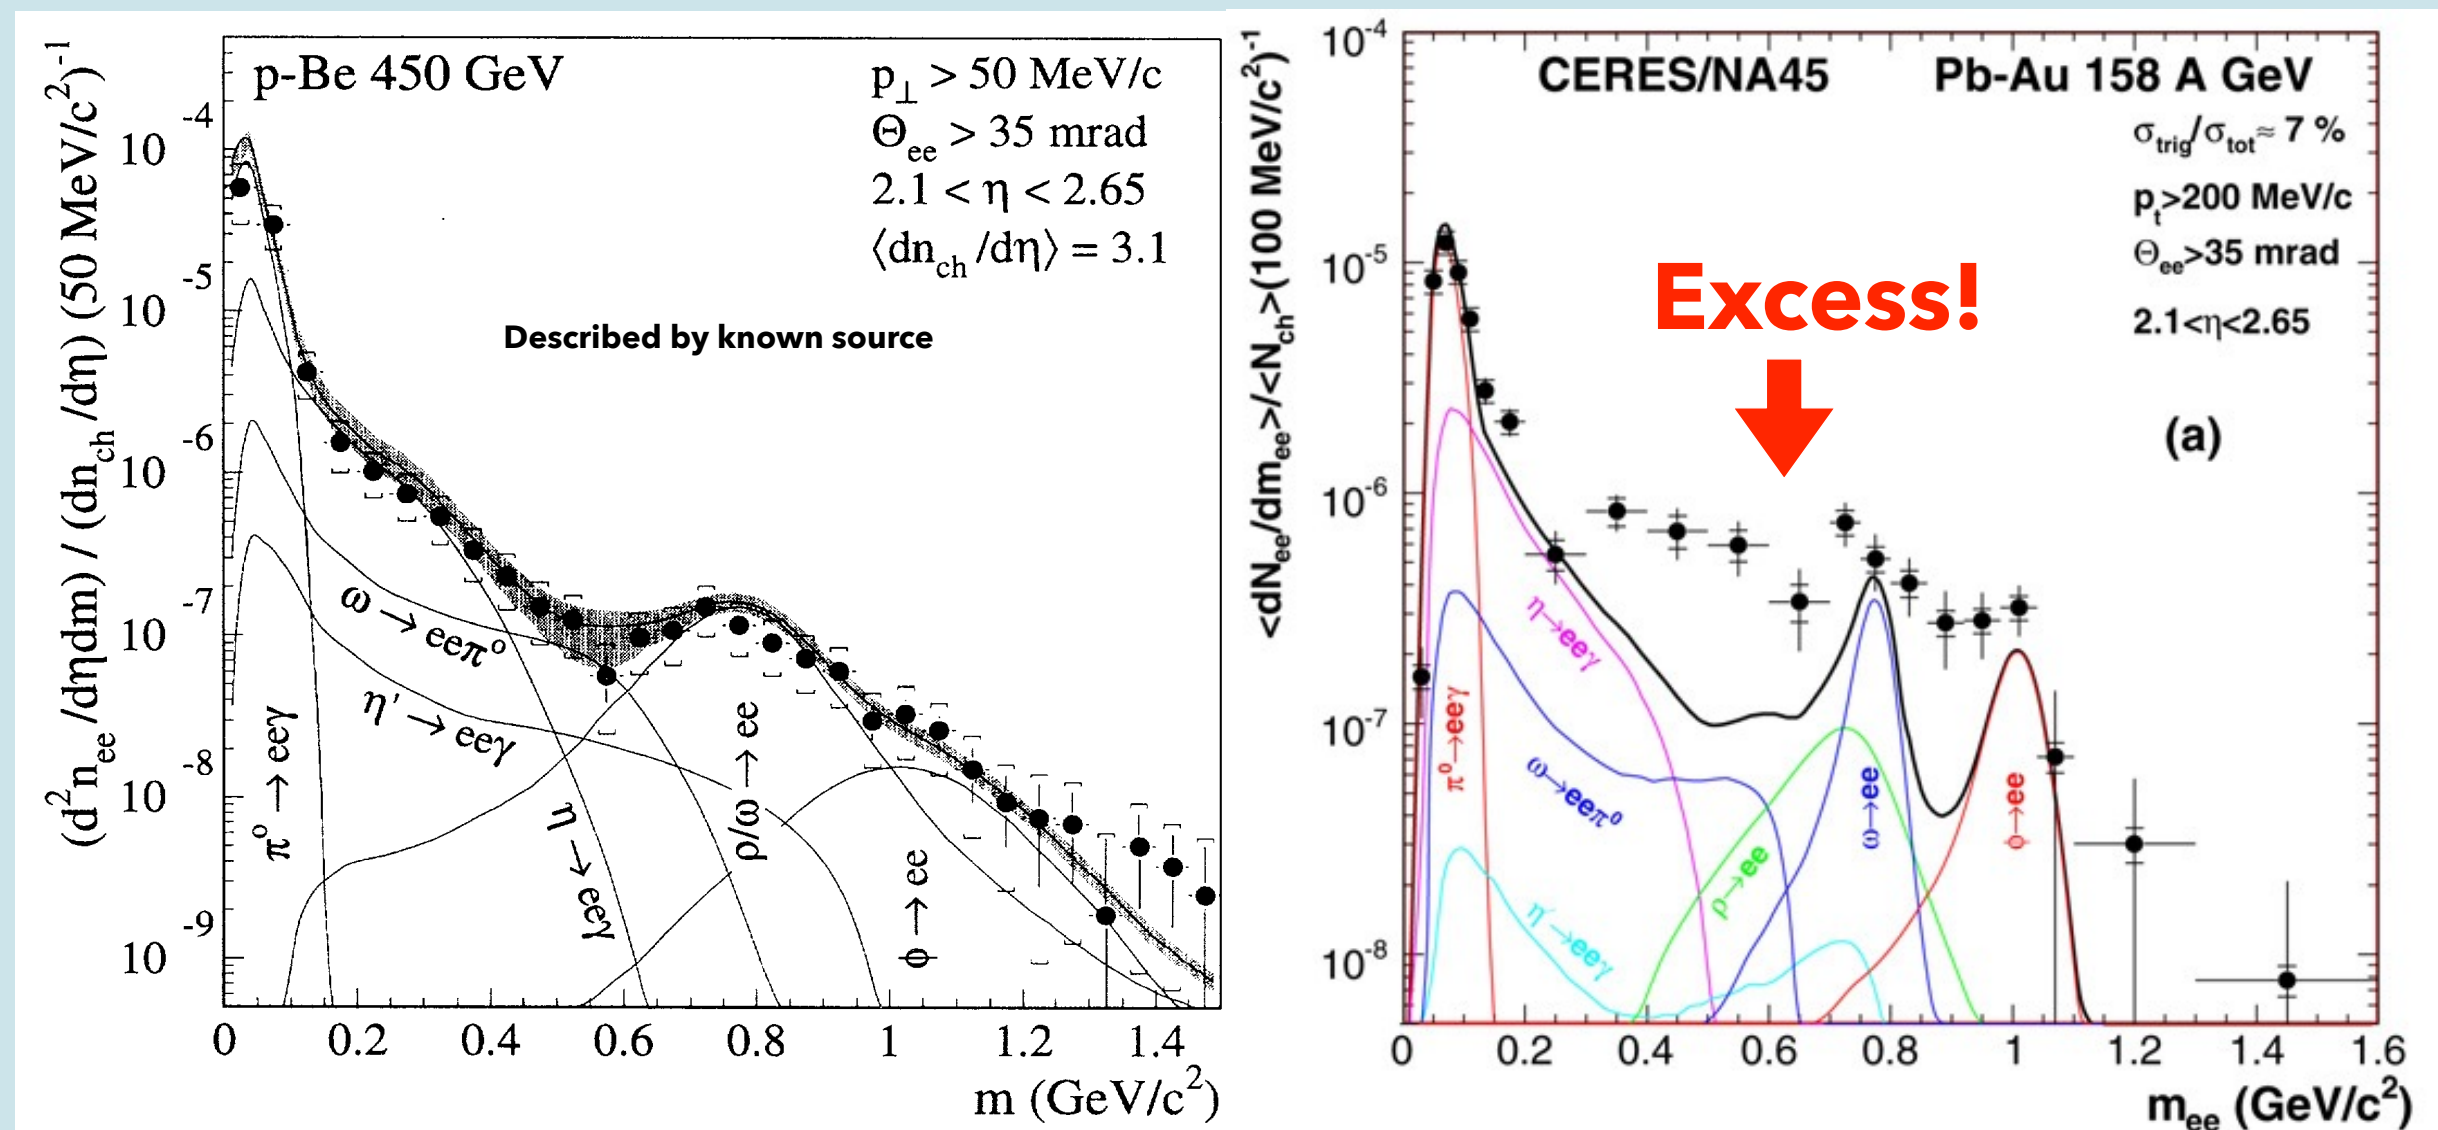 p-Be 450 GeV
p⊥ > 50 MeV/c
Θee > 35 mrad
2.1 < η < 2.65
⟨dnch /dη⟩ = 3.1
Described by known source
(d²nee /dηdm) / (dnch /dη) (50 MeV/c²)⁻¹
10⁻⁴
10⁻⁵
10⁻⁶
10⁻⁷
10⁻⁸
10⁻⁹
π⁰ → eeγ
ω → eeπ⁰
η' → eeγ
η → eeγ
ρ/ω → ee
ϕ → ee
0 0.2 0.4 0.6 0.8 1 1.2 1.4
m (GeV/c²)
CERES/NA45 Pb-Au 158 A GeV
σtrig/σtot ≈ 7 %
pt>200 MeV/c
Θee>35 mrad
2.1<η<2.65
(a)
Excess!
<dNee/dmee>/<Nch>(100 MeV/c²)⁻¹
10⁻⁴
10⁻⁵
10⁻⁶
10⁻⁷
10⁻⁸
π⁰→eeγ
η→eeγ
ω→eeπ⁰
η′→eeγ
ρ→ee
ω→ee
ϕ→ee
0 0.2 0.4 0.6 0.8 1 1.2 1.4 1.6
mee (GeV/c²)